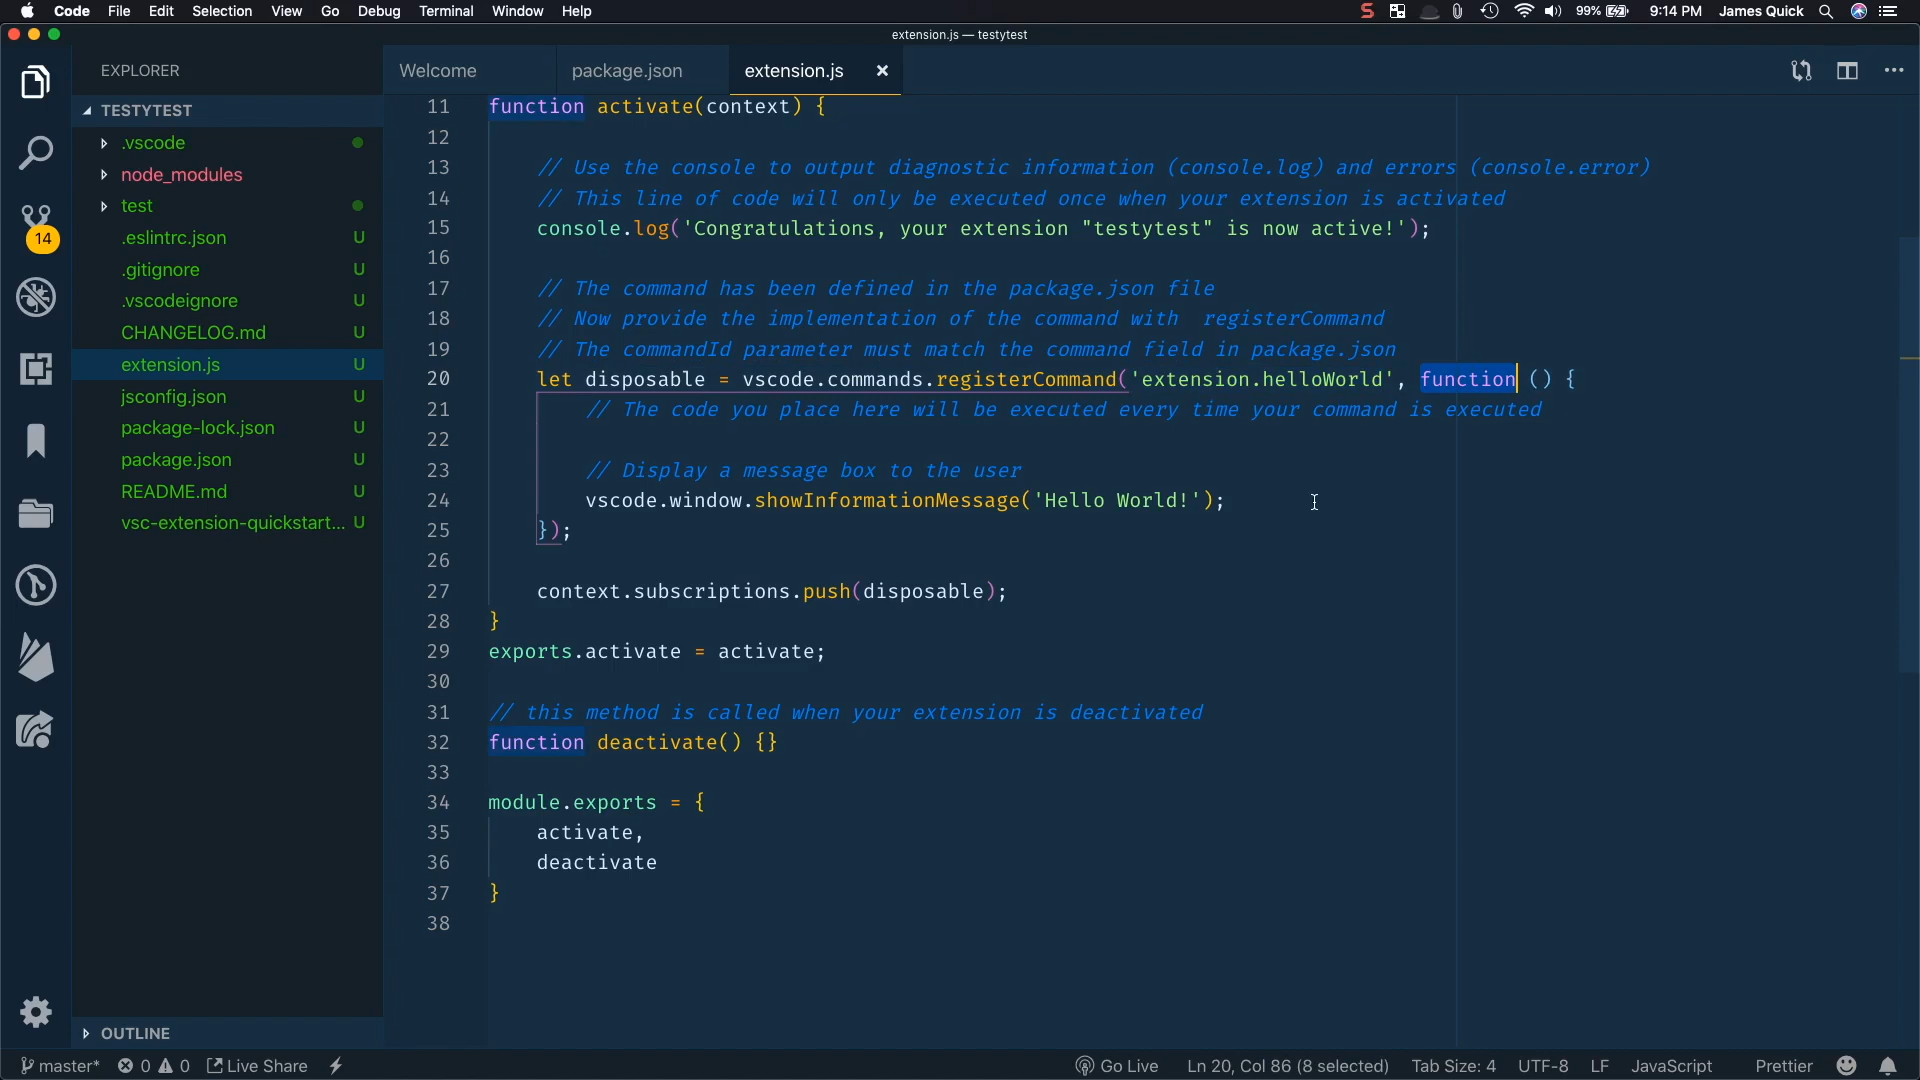 Code File Edit Selection View Go Debug Terminal Window Help 99% 9:14 PM James Quick
extension.js — testytest
EXPLORER
Welcome package.json extension.js
TESTYTEST
.vscode
node_modules
test
.eslintrc.json U
.gitignore U
.vscodeignore U
CHANGELOG.md U
extension.js U
jsconfig.json U
package-lock.json U
package.json U
README.md U
vsc-extension-quickstart... U
14
OUTLINE
11 function activate(context) {
12
13 // Use the console to output diagnostic information (console.log) and errors (console.error)
14 // This line of code will only be executed once when your extension is activated
15 console.log('Congratulations, your extension "testytest" is now active!');
16
17 // The command has been defined in the package.json file
18 // Now provide the implementation of the command with  registerCommand
19 // The commandId parameter must match the command field in package.json
20 let disposable = vscode.commands.registerCommand('extension.helloWorld', function () {
21 // The code you place here will be executed every time your command is executed
22
23 // Display a message box to the user
24 vscode.window.showInformationMessage('Hello World!');
25 });
26
27 context.subscriptions.push(disposable);
28 }
29 exports.activate = activate;
30
31 // this method is called when your extension is deactivated
32 function deactivate() {}
33
34 module.exports = {
35 activate,
36 deactivate
37 }
38
master* 0 0 Live Share Go Live Ln 20, Col 86 (8 selected) Tab Size: 4 UTF-8 LF JavaScript Prettier